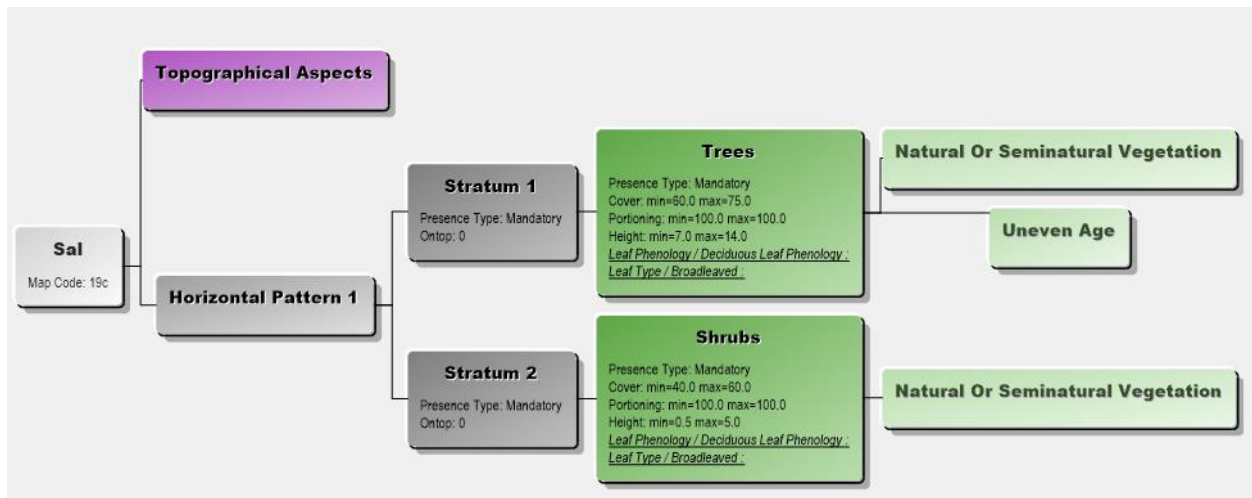 Topographical Aspects
Sal
Map Code: 19c
Horizontal Pattern 1
Stratum 1
Presence Type: Mandatory
Ontop: 0
Trees
Presence Type: Mandatory
Cover: min=60.0 max=75.0
Portioning: min=100.0 max=100.0
Height: min=7.0 max=14.0
Leaf Phenology / Deciduous Leaf Phenology :
Leaf Type / Broadleaved :
Natural Or Seminatural Vegetation
Uneven Age
Stratum 2
Presence Type: Mandatory
Ontop: 0
Shrubs
Presence Type: Mandatory
Cover: min=40.0 max=60.0
Portioning: min=100.0 max=100.0
Height: min=0.5 max=5.0
Leaf Phenology / Deciduous Leaf Phenology :
Leaf Type / Broadleaved :
Natural Or Seminatural Vegetation